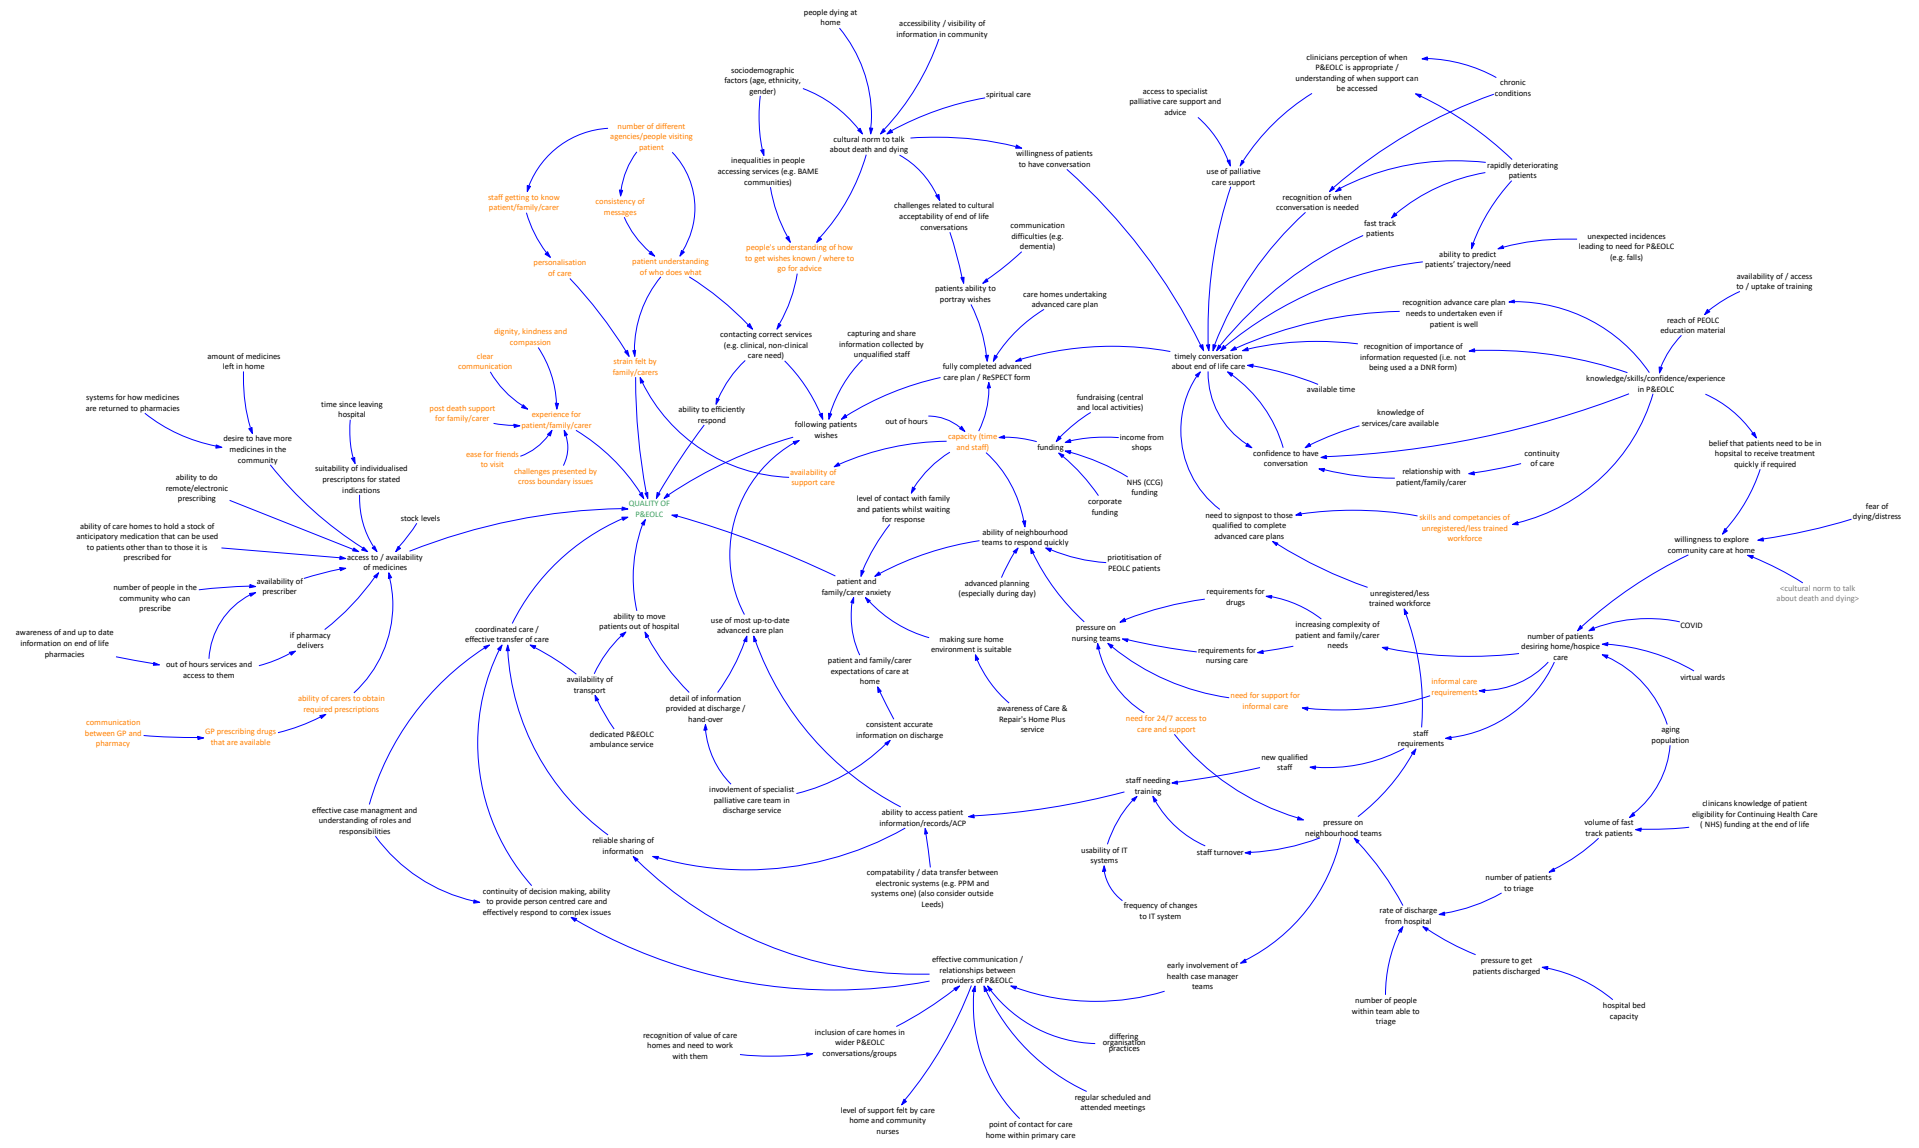 people dying at
home
accessibility / visibility of
information in community
sociodemographic
factors (age, ethnicity,
gender)
spiritual care
clinicians perception of when
P&EOLC is appropriate /
understanding of when support can
be accessed
chronic
conditions
access to specialist
palliative care support and
advice
number of different
agencies/people visiting
patient
cultural norm to talk
about death and dying
willingness of patients
to have conversation
inequalities in people
accessing services (e.g. BAME
communities)
use of palliative
care support
rapidly deteriorating
patients
staff getting to know
patient/family/carer
consistency of
messages
challenges related to cultural
acceptability of end of life
conversations
recognition of when
cconversation is needed
fast track
patients
communication
difficulties (e.g.
dementia)
people's understanding of how
to get wishes known / where to
go for advice
unexpected incidences
leading to need for P&EOLC
(e.g. falls)
ability to predict
patients' trajectory/need
personalisation
of care
patient understanding
of who does what
availability of / access
to / uptake of training
patients ability to
portray wishes
care homes undertaking
advanced care plan
recognition advance care plan
needs to undertaken even if
patient is well
reach of PEOLC
education material
dignity, kindness and
compassion
contacting correct services
(e.g. clinical, non-clinical
care need)
capturing and share
information collected by
unqualified staff
amount of medicines
left in home
clear
communication
strain felt by
family/carers
fully completed advanced
care plan / ReSPECT form
timely conversation
about end of life care
recognition of importance of
information requested (i.e. not
being used a a DNR form)
available time
knowledge/skills/confidence/experience
in P&EOLC
systems for how medicines
are returned to pharmacies
time since leaving
hospital
post death support
for family/carer
experience for
patient/family/carer
ability to efficiently
respond
following patients
wishes
out of hours
fundraising (central
and local activities)
knowledge of
services/care available
desire to have more
medicines in the
community
capacity (time
and staff)
funding
income from
shops
confidence to have
conversation
belief that patients need to be in
hopsital to receive treatment
quickly if required
ease for friends
to visit
challenges presented by
cross boundary issues
suitability of individualised
prescriptons for stated
indications
availability of
support care
relationship with
patient/family/carer
continuity
of care
ability to do
remote/electronic
prescribing
NHS (CCG)
funding
corporate
funding
level of contact with family
and patients whilst waiting
for response
QUALITY OF
P&EOLC
stock levels
need to signpost to those
qualified to complete
advanced care plans
skills and competancies of
unregistered/less trained
workforce
fear of
dying/distress
ability of care homes to hold a stock of
anticipatory medication that can be used
to patients other than to those it is
prescribed for
access to / availability
of medicines
ability of neighbourhood
teams to respond quickly
priotitisation of
PEOLC patients
willingness to explore
community care at home
number of people in the
community who can
prescribe
availability of
prescriber
patient and
family/carer anxiety
advanced planning
(especially during day)
unregistered/less
trained workforce
<cultural norm to talk
about death and dying>
requirements for
drugs
awareness of and up to date
information on end of life
pharmacies
if pharmacy
delivers
coordinated care /
effective transfer of care
ability to move
patients out of hospital
use of most up-to-date
advanced care plan
pressure on
nursing teams
increasing complexity of
patient and family/carer
needs
number of patients
desiring home/hospice
care
COVID
out of hours services and
access to them
making sure home
environment is suitable
requirements for
nursing care
patient and family/carer
expectations of care at
home
virtual wards
availability of
transport
informal care
requirements
need for support for
informal care
ability of carers to obtain
required prescriptions
detail of information
provided at discharge /
hand-over
awareness of Care &
Repair's Home Plus
service
need for 24/7 access to
care and support
communication
between GP and
pharmacy
GP prescribing drugs
that are available
dedicated P&EOLC
ambulance service
consistent accurate
information on discharge
staff
requirements
aging
population
new qualified
staff
staff needing
training
invovlement of specialist
palliative care team in
discharge service
effective case managment and
understanding of roles and
responsibilities
ability to access patient
information/records/ACP
pressure on
neighbourhood teams
volume of fast
track patients
clinicans knowledge of patient
eligibility for Continuing Health Care
( NHS) funding at the end of life
reliable sharing of
information
usability of IT
systems
staff turnover
compatability / data transfer between
electronic systems (e.g. PPM and
systems one) (also consider outside
Leeds)
number of patients
to triage
continuity of decision making, ability
to provide person centred care and
effectively respond to complex issues
frequency of changes
to IT system
rate of discharge
from hospital
effective communication /
relationships between
providers of P&EOLC
early involvement of
health case manager
teams
pressure to get
patients discharged
number of people
within team able to
triage
hospital bed
capacity
recognition of value of care
homes and need to work
with them
inclusion of care homes in
wider P&EOLC
conversations/groups
differing
organisation
practices
level of support felt by care
home and community
nurses
regular scheduled and
attended meetings
point of contact for care
home within primary care